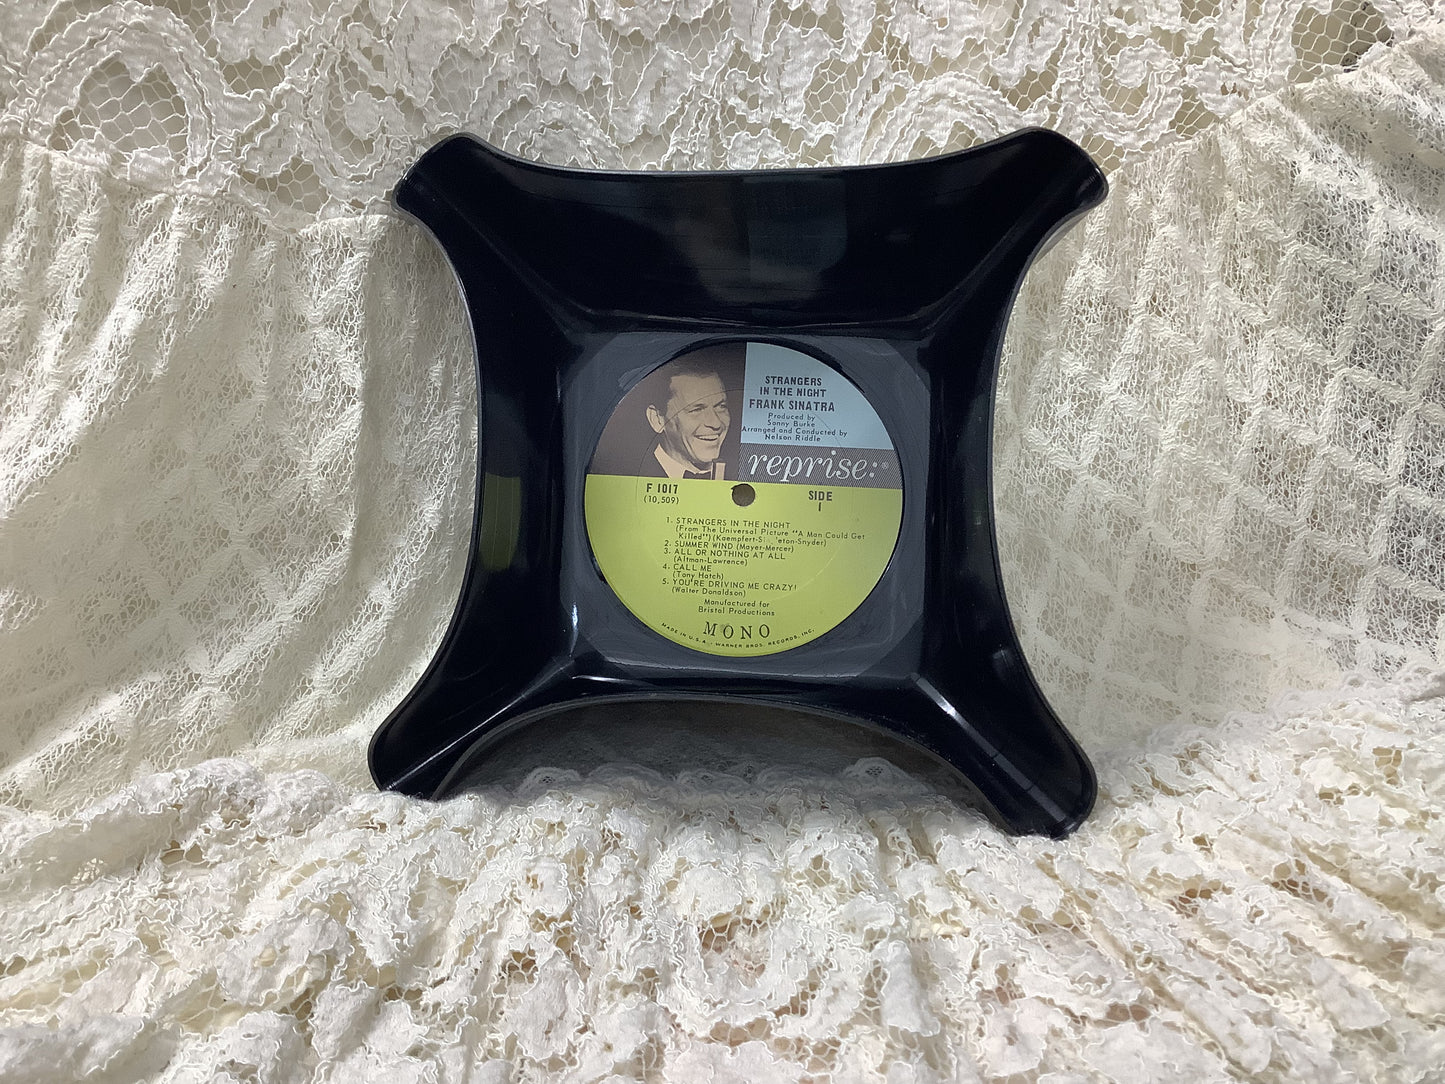 STRANGERS
IN THE NIGHT
FRANK SINATRA
Produced by
Sonny Burke
Arranged and Conducted by
Nelson Riddle
reprise:®
F 1017
(10,509)
SIDE
1
1. STRANGERS IN THE NIGHT
(From The Universal Picture "A Man Could Get
Killed") (Kaempfert-S eton-Snyder)
2. SUMMER WIND (Mayer-Mercer)
3. ALL OR NOTHING AT ALL
(Altman-Lawrence)
4. CALL ME
(Tony Hatch)
5. YOU'RE DRIVING ME CRAZY!
(Walter Donaldson)
Manufactured for
Bristol Productions
MONO
MADE IN U.S.A. · WARNER BROS. RECORDS, INC.